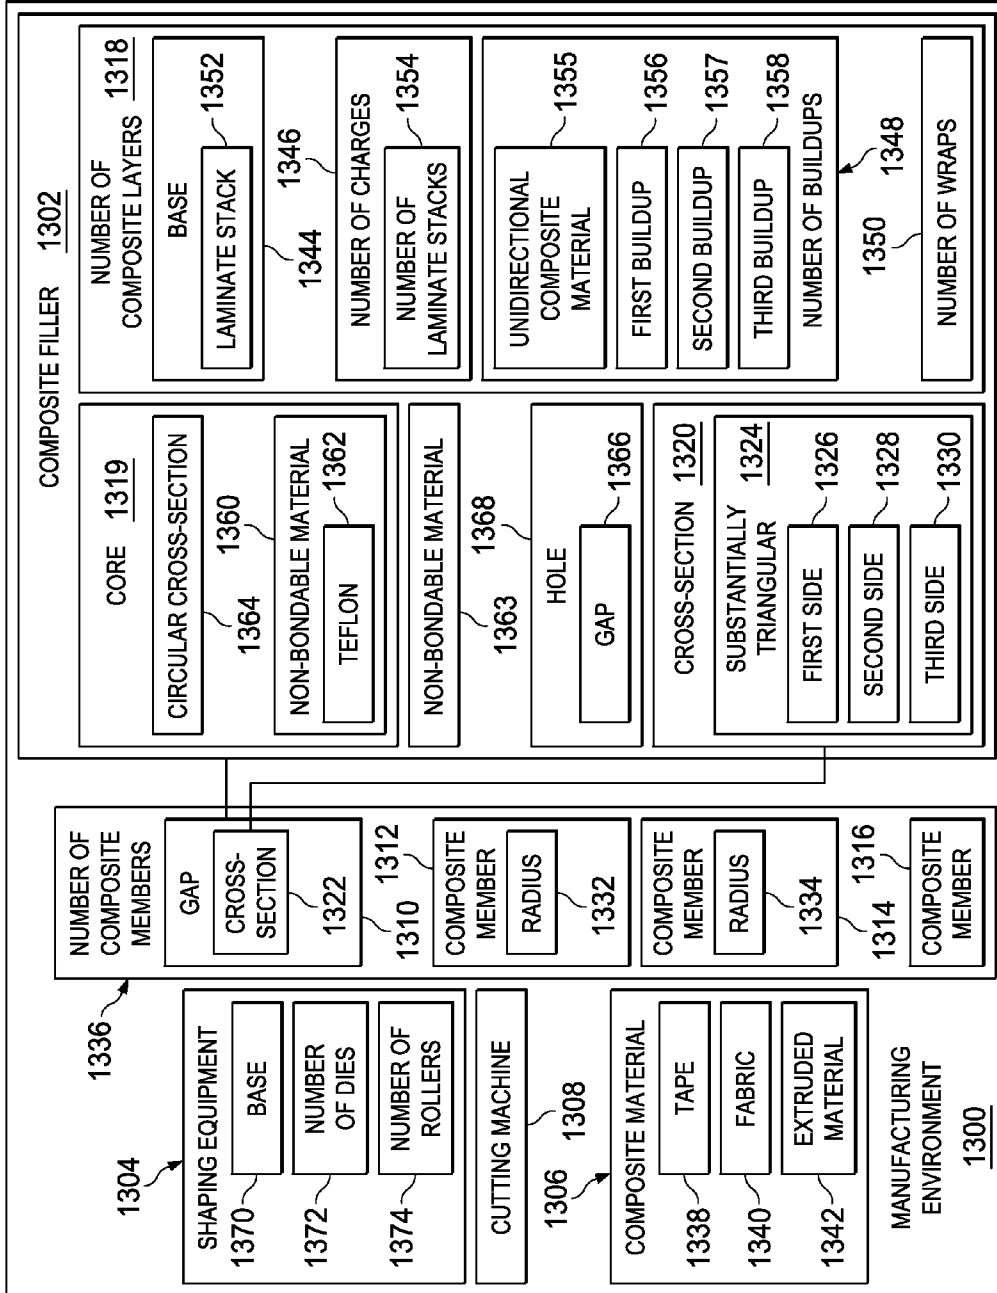 COMPOSITE FILLER 1302
NUMBER OF
COMPOSITE LAYERS 1318
BASE
LAMINATE STACK
1352
1344
1346
NUMBER OF CHARGES
NUMBER OF
LAMINATE STACKS
1354
UNIDIRECTIONAL
COMPOSITE
MATERIAL
1355
FIRST BUILDUP
1356
SECOND BUILDUP
1357
THIRD BUILDUP
1358
NUMBER OF BUILDUPS
1348
1350
NUMBER OF WRAPS
CORE 1319
CIRCULAR CROSS-SECTION
1364
1360
NON-BONDABLE MATERIAL
TEFLON
1362
NON-BONDABLE MATERIAL
1363
1368
HOLE
GAP
1366
CROSS-SECTION 1320
SUBSTANTIALLY
TRIANGULAR 1324
FIRST SIDE
1326
SECOND SIDE
1328
THIRD SIDE
1330
NUMBER OF
COMPOSITE
MEMBERS
1336
GAP
CROSS-
SECTION
1322
1310
1312
COMPOSITE
MEMBER
RADIUS
1332
COMPOSITE
MEMBER
RADIUS
1334
1314
1316
COMPOSITE
MEMBER
1304
SHAPING EQUIPMENT
BASE
1370
NUMBER
OF DIES
1372
NUMBER OF
ROLLERS
1374
CUTTING MACHINE
1308
1306
COMPOSITE MATERIAL
TAPE
1338
FABRIC
1340
EXTRUDED
MATERIAL
1342
MANUFACTURING
ENVIRONMENT
1300